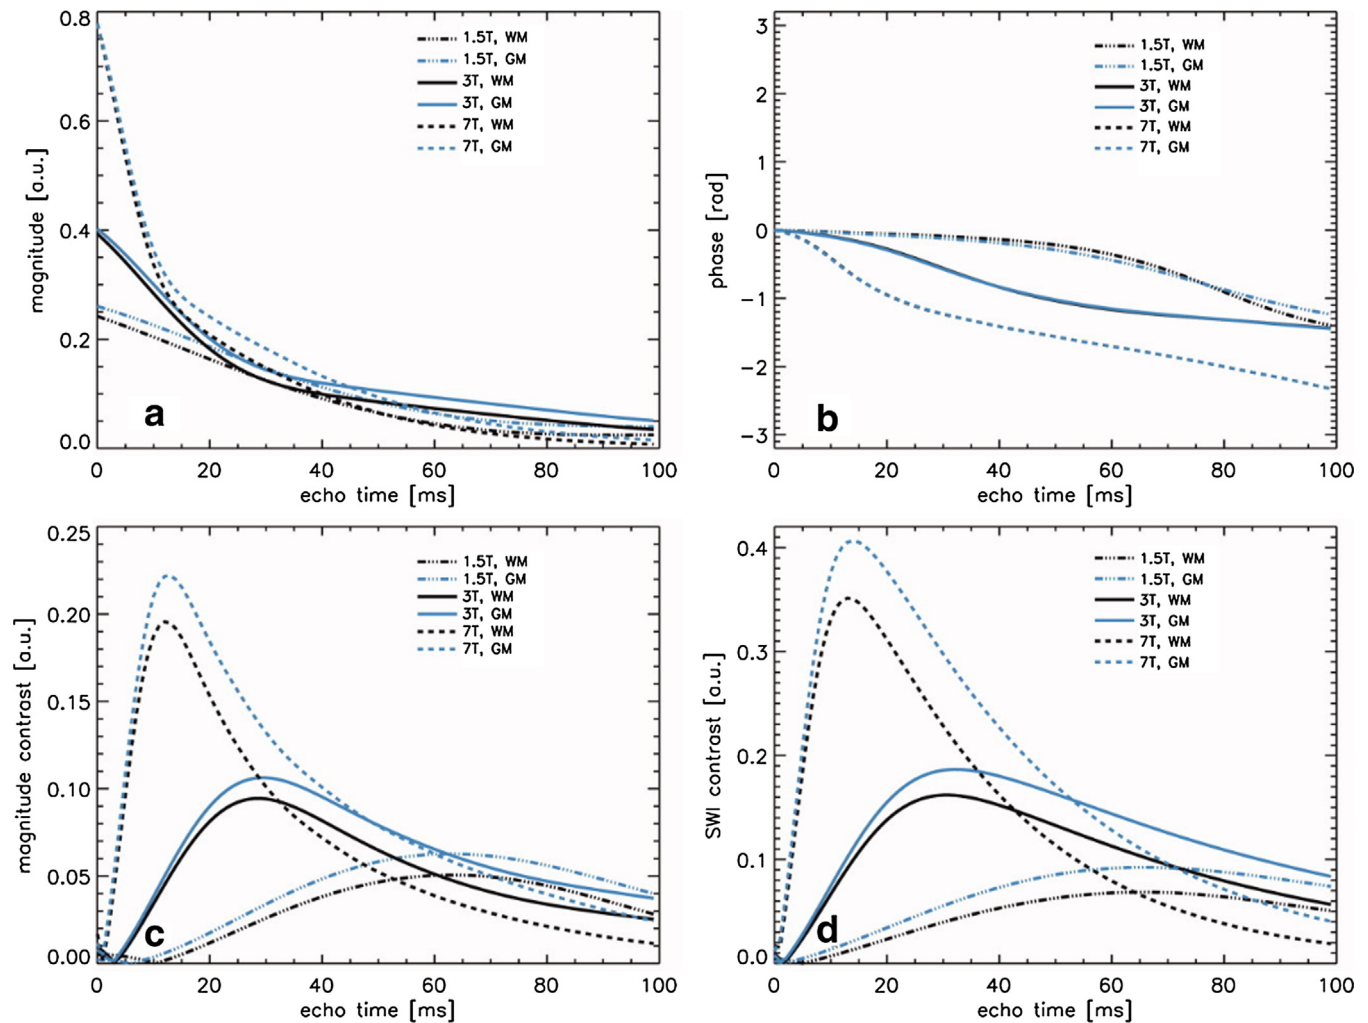 0.8
0.6
0.4
0.2
0.0
magnitude [a.u.]
1.5T, WM
1.5T, GM
3T, WM
3T, GM
7T, WM
7T, GM
a
0 20 40 60 80 100
echo time [ms]
3
2
1
0
−1
−2
−3
phase [rad]
1.5T, WM
1.5T, GM
3T, WM
3T, GM
7T, WM
7T, GM
b
0 20 40 60 80 100
echo time [ms]
0.25
0.20
0.15
0.10
0.05
0.00
magnitude contrast [a.u.]
1.5T, WM
1.5T, GM
3T, WM
3T, GM
7T, WM
7T, GM
c
0 20 40 60 80 100
echo time [ms]
0.4
0.3
0.2
0.1
0.0
SWI contrast [a.u.]
1.5T, WM
1.5T, GM
3T, WM
3T, GM
7T, WM
7T, GM
d
0 20 40 60 80 100
echo time [ms]